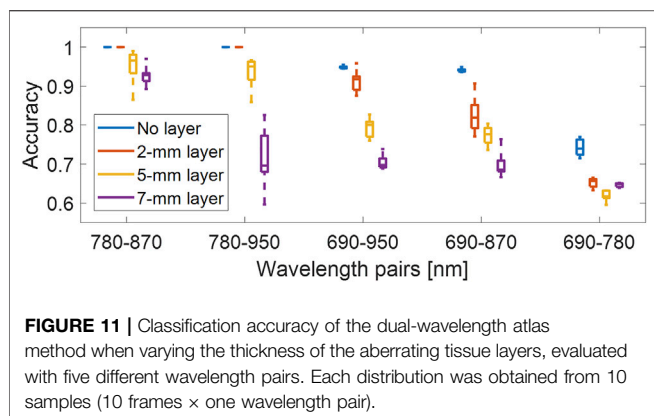 Accuracy
1
0.9
0.8
0.7
0.6
No layer
2-mm layer
5-mm layer
7-mm layer
780-870 780-950 690-950 690-870 690-780
Wavelength pairs [nm]
FIGURE 11 | Classification accuracy of the dual-wavelength atlas
method when varying the thickness of the aberrating tissue layers, evaluated
with five different wavelength pairs. Each distribution was obtained from 10
samples (10 frames × one wavelength pair).